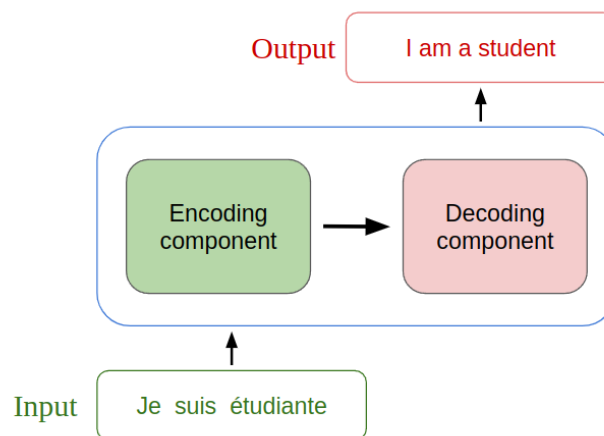 Output
I am a student
Encoding
component
Decoding
component
Input
Je suis étudiante